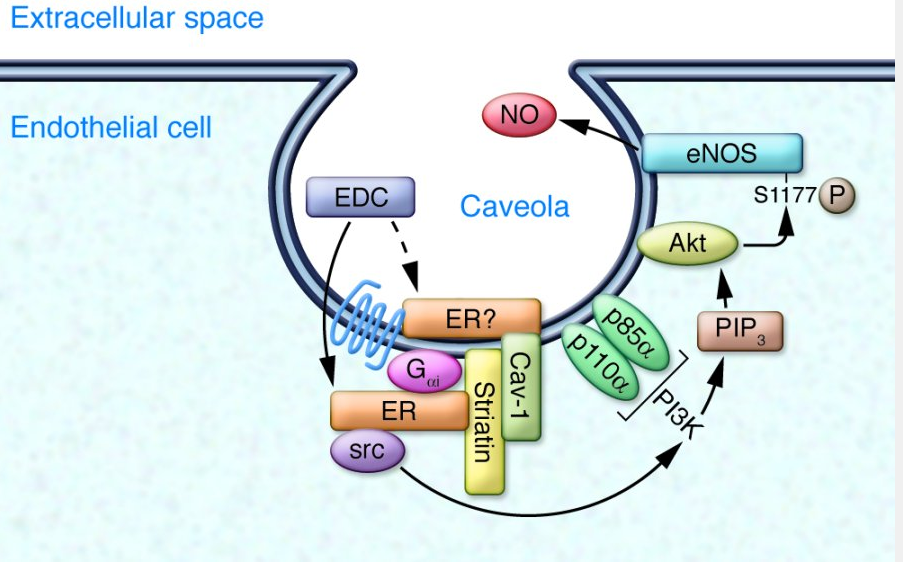 Extracellular space
Endothelial cell
NO
eNOS
EDC
Caveola
S1177
P
Akt
ER?
PIP3
p85α
p110α
Gαi
Cav-1
Striatin
ER
PI3K
src